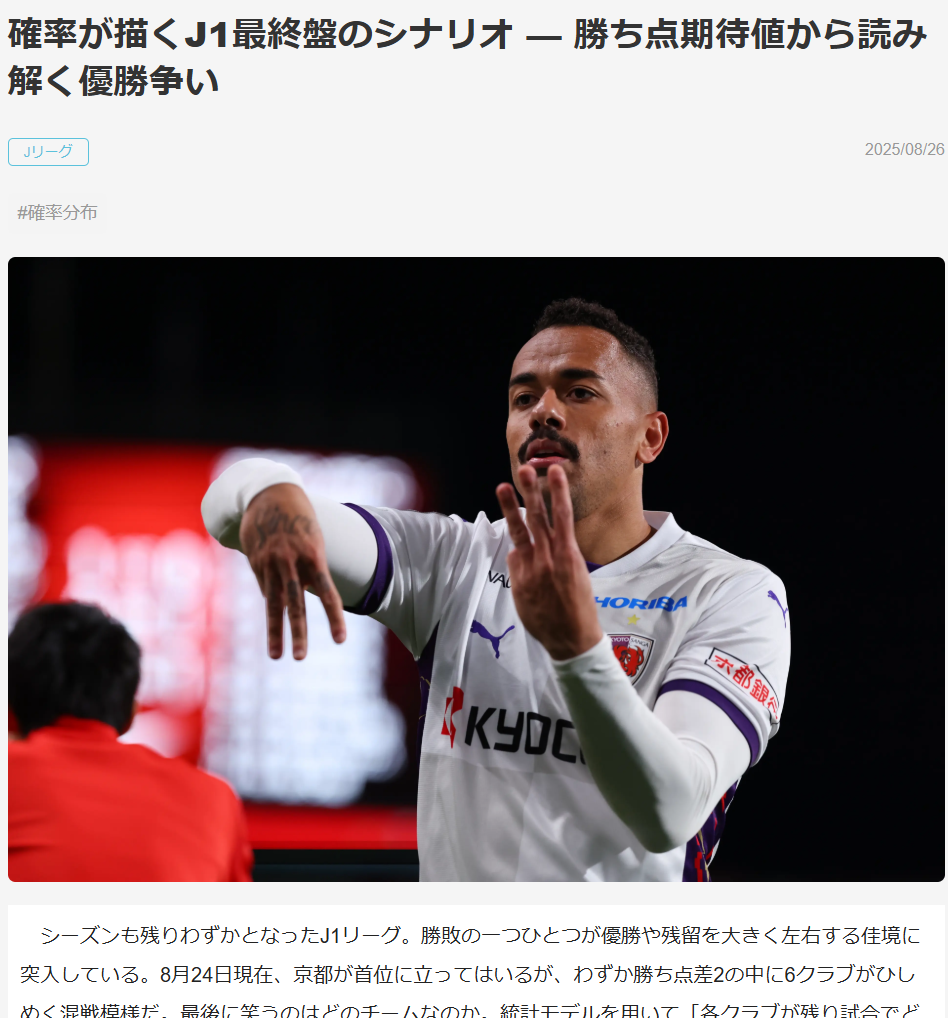 確率が描くJ1最終盤のシナリオ — 勝ち点期待値から読み
解く優勝争い
Jリーグ
2025/08/26
#確率分布
HORIBA
KYOTO SANGA
京都銀行
KYOC
シーズンも残りわずかとなったJ1リーグ。勝敗の一つひとつが優勝や残留を大きく左右する佳境に
突入している。8月24日現在、京都が首位に立ってはいるが、わずか勝ち点差2の中に6クラブがひし
めく混戦模様だ。最後に笑うのはどのチームなのか。統計モデルを用いて「各クラブが残り試合でど